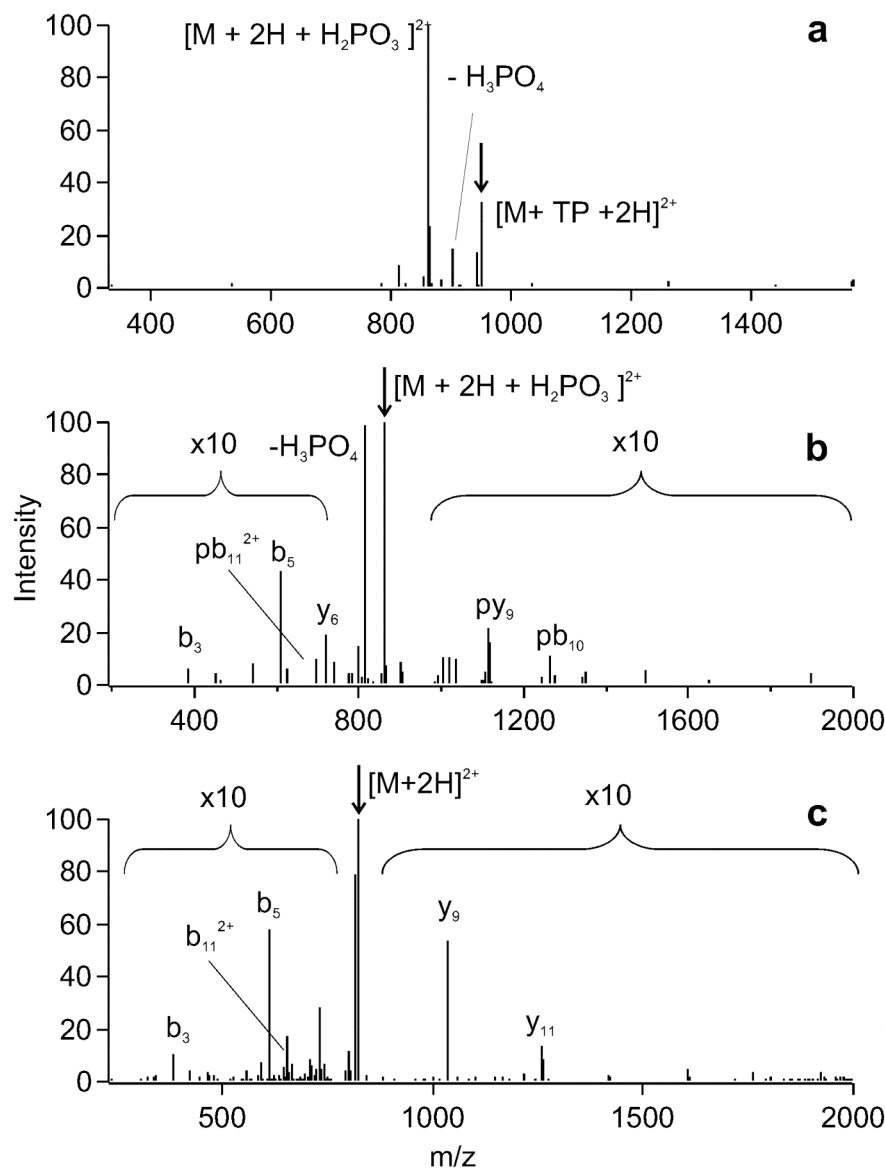 a
[M + 2H + H₂PO₃ ]²⁺
- H₃PO₄
[M+ TP +2H]²⁺
100
80
60
40
20
0
400 600 800 1000 1200 1400
b
[M + 2H + H₂PO₃ ]²⁺
x10
-H₃PO₄
x10
pb₁₁²⁺
b₅
b₃
y₆
py₉
pb₁₀
100
80
60
40
20
0
Intensity
400 800 1200 1600 2000
c
[M+2H]²⁺
x10
x10
b₅
b₁₁²⁺
b₃
y₉
y₁₁
100
80
60
40
20
0
500 1000 1500 2000
m/z